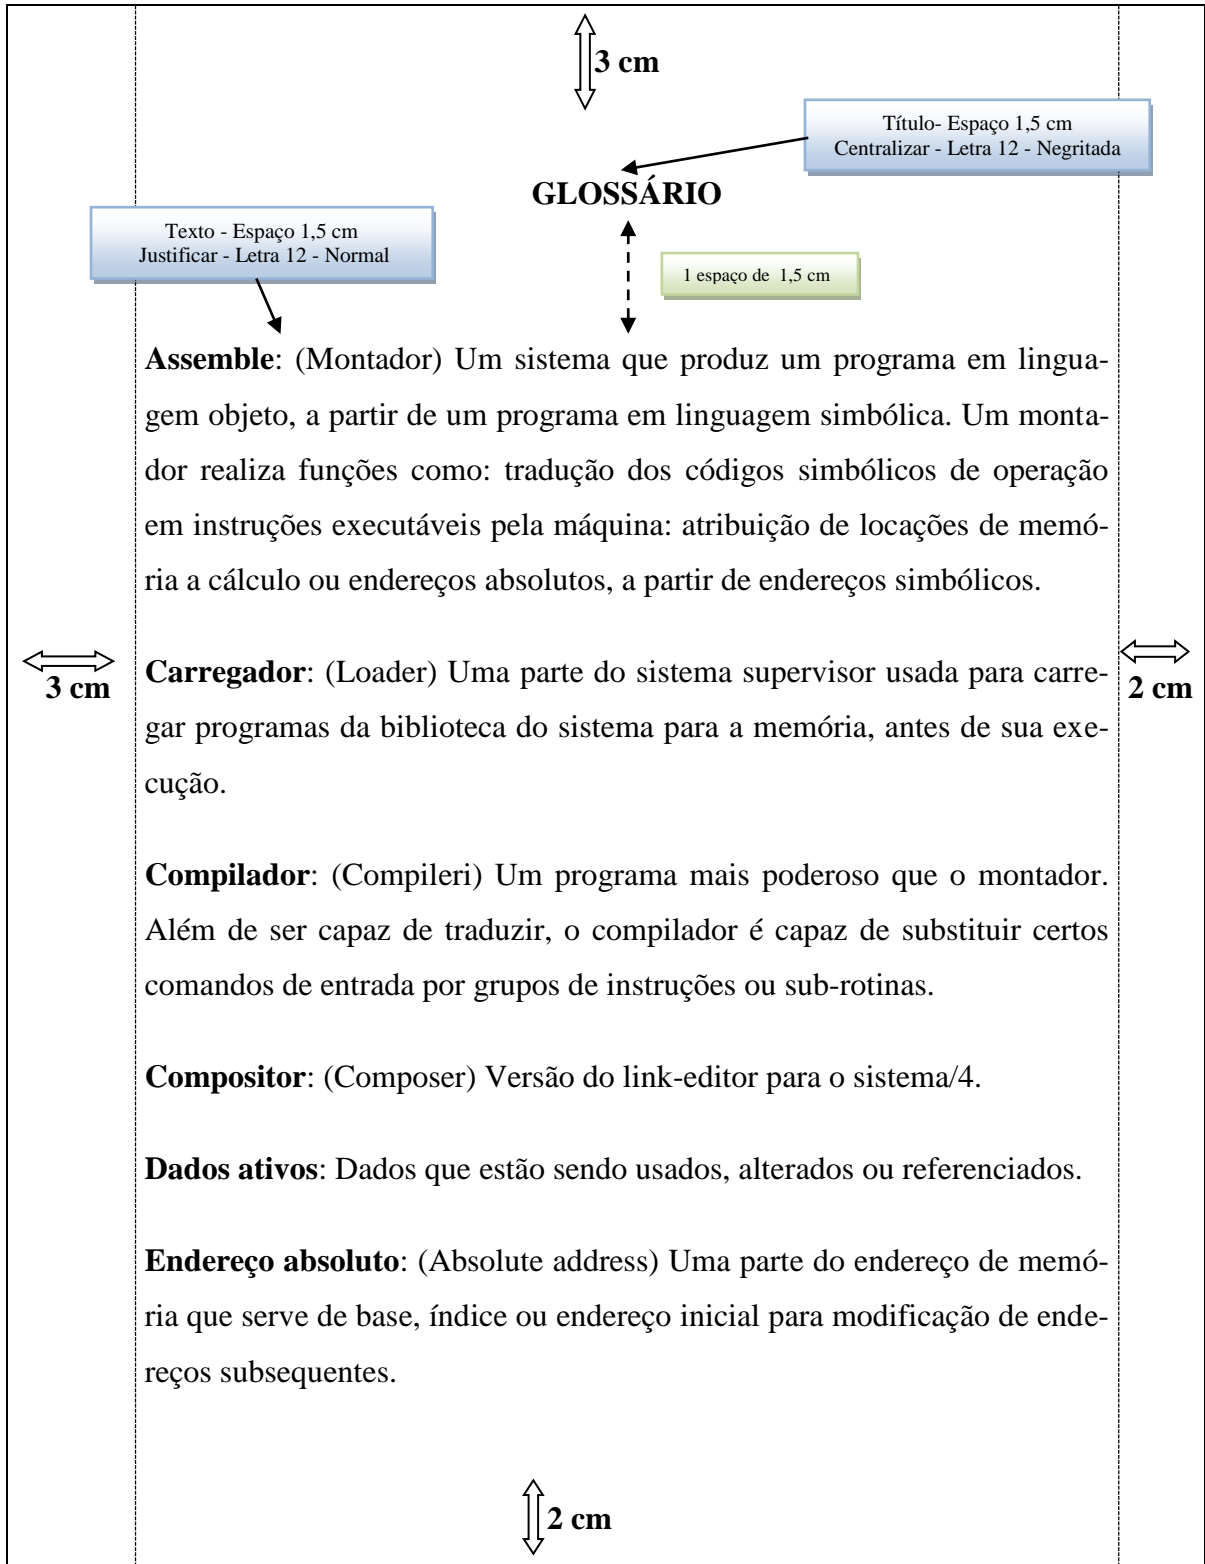 3 cm
Título- Espaço 1,5 cm
Centralizar - Letra 12 - Negritada
GLOSSÁRIO
Texto - Espaço 1,5 cm
Justificar - Letra 12 - Normal
1 espaço de 1,5 cm
Assemble: (Montador) Um sistema que produz um programa em lingua-
gem objeto, a partir de um programa em linguagem simbólica. Um monta-
dor realiza funções como: tradução dos códigos simbólicos de operação
em instruções executáveis pela máquina: atribuição de locações de memó-
ria a cálculo ou endereços absolutos, a partir de endereços simbólicos.
Carregador: (Loader) Uma parte do sistema supervisor usada para carre-
gar programas da biblioteca do sistema para a memória, antes de sua exe-
cução.
3 cm
2 cm
Compilador: (Compileri) Um programa mais poderoso que o montador.
Além de ser capaz de traduzir, o compilador é capaz de substituir certos
comandos de entrada por grupos de instruções ou sub-rotinas.
Compositor: (Composer) Versão do link-editor para o sistema/4.
Dados ativos: Dados que estão sendo usados, alterados ou referenciados.
Endereço absoluto: (Absolute address) Uma parte do endereço de memó-
ria que serve de base, índice ou endereço inicial para modificação de ende-
reços subsequentes.
2 cm